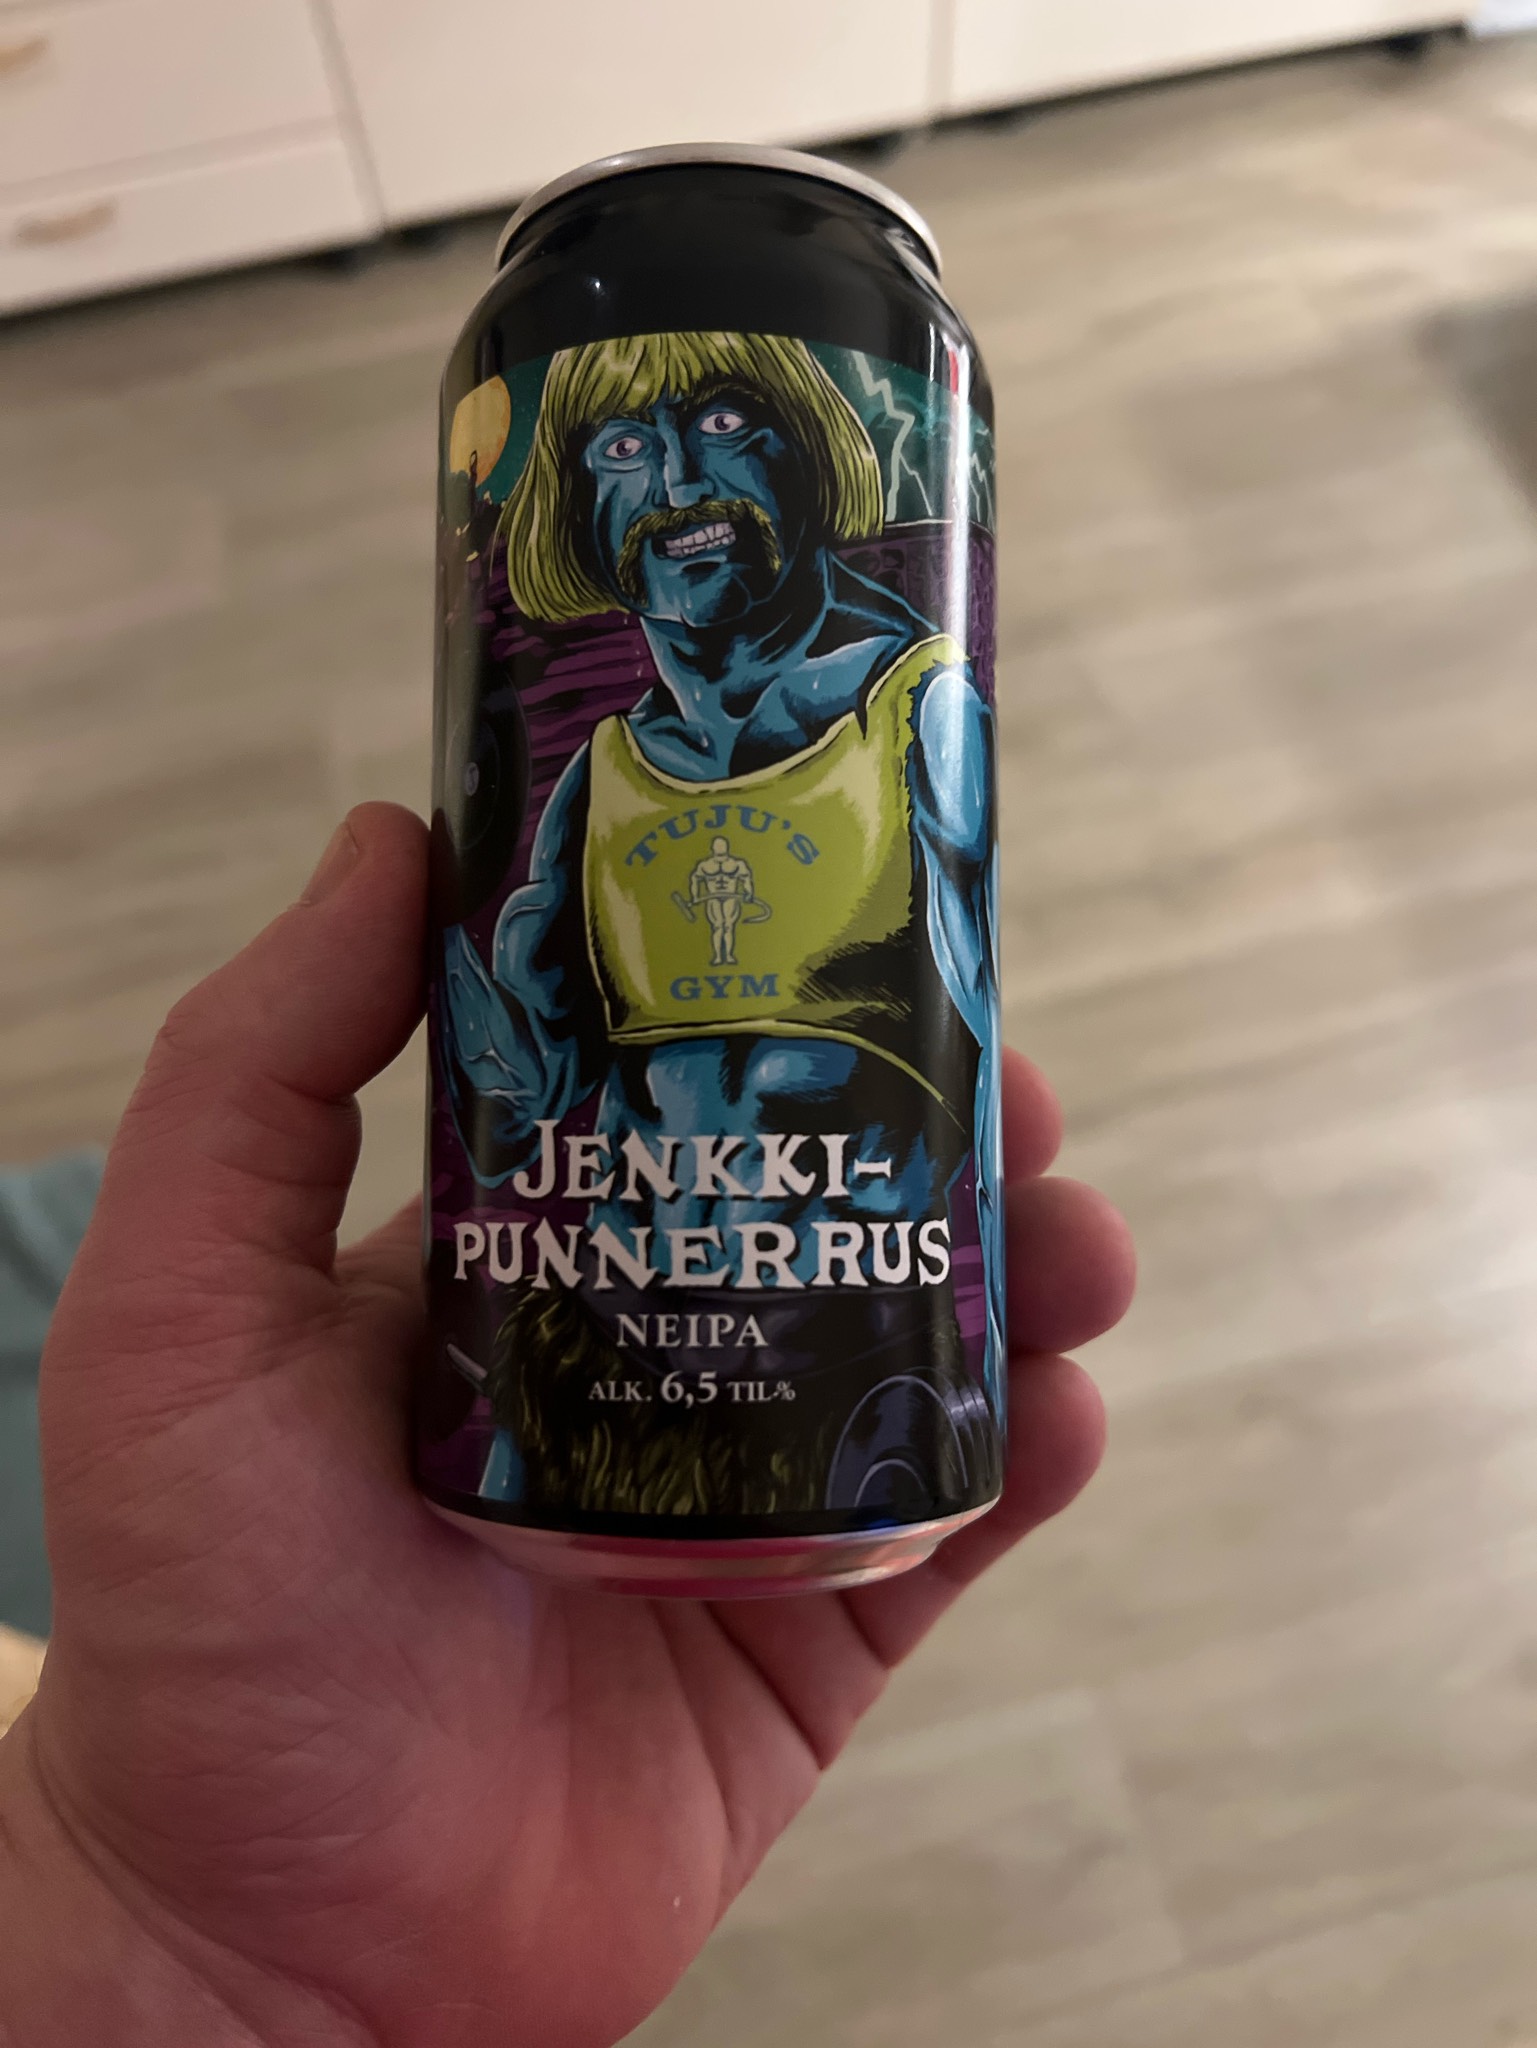 TUJU'S
GYM
JENKKI-
PUNNERRUS
NEIPA
ALK. 6,5 TIL-%